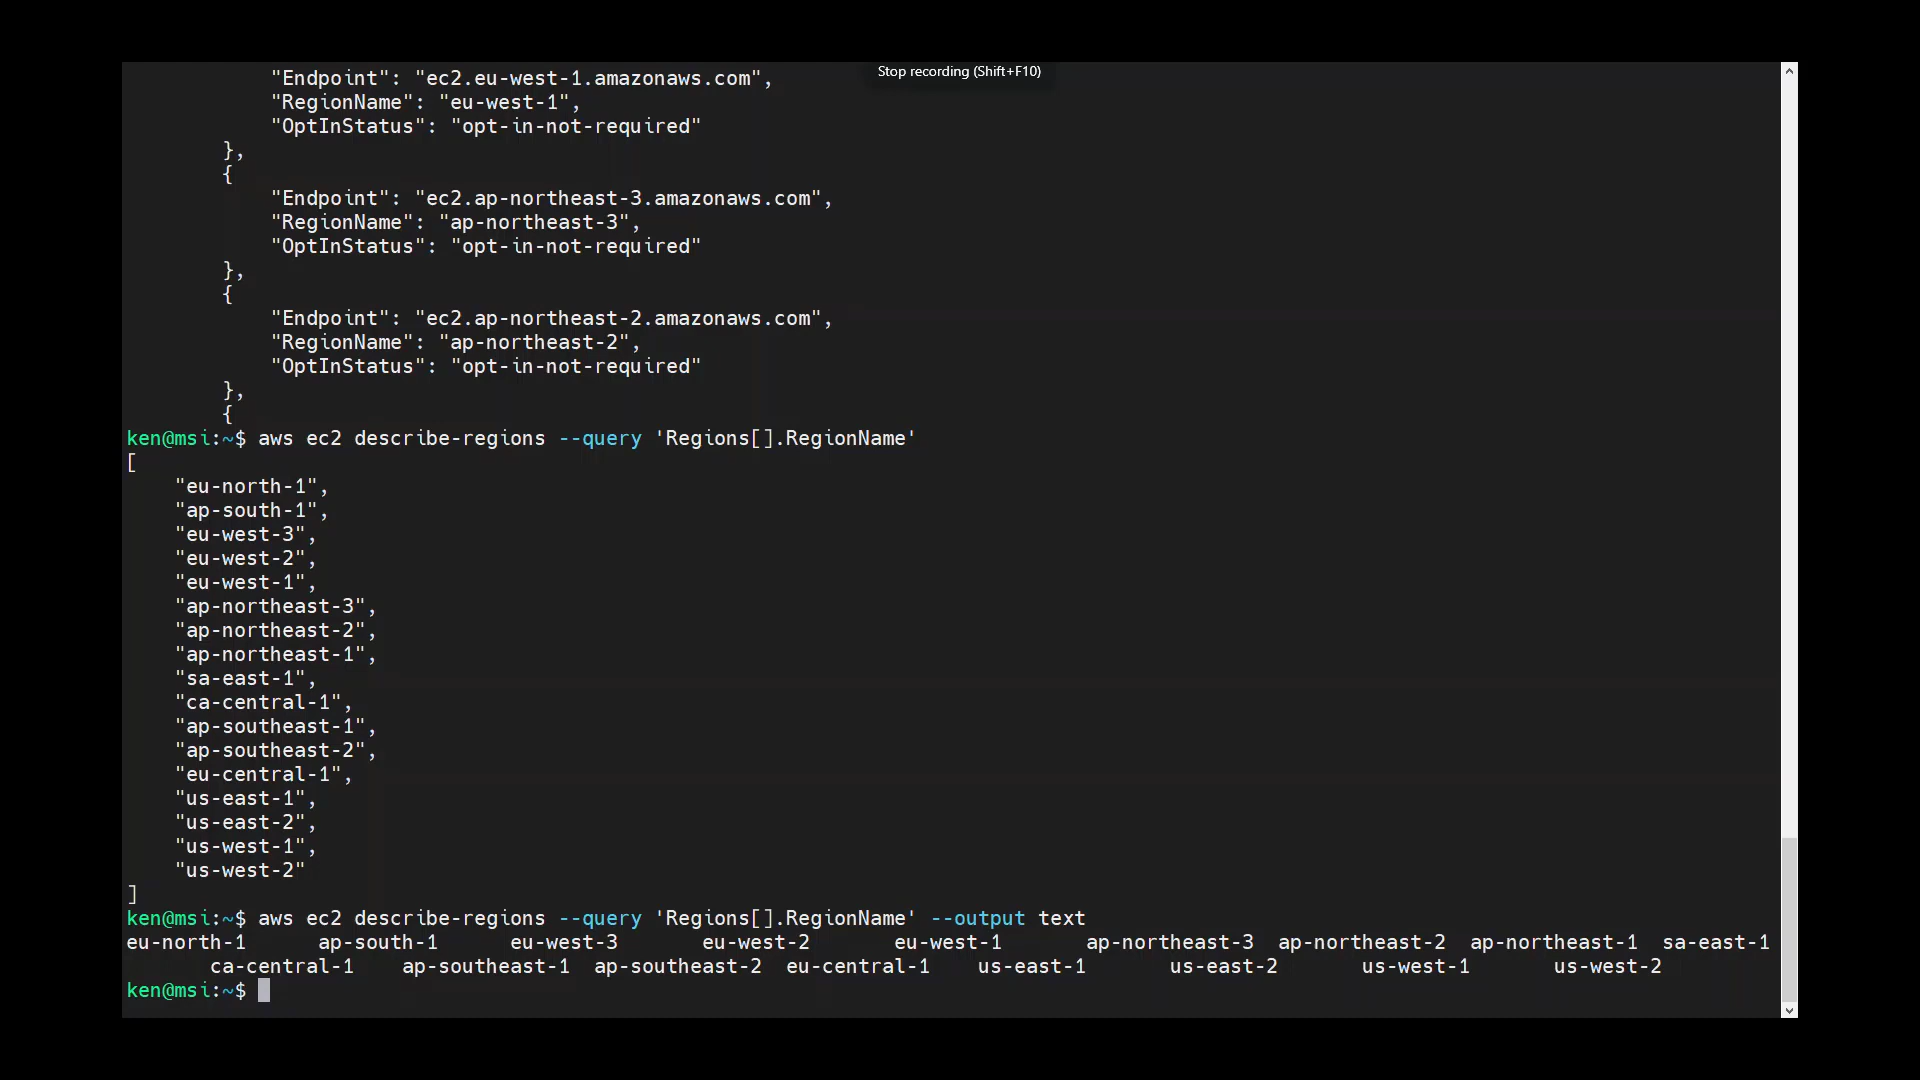 Stop recording (Shift+F10)
"Endpoint": "ec2.eu-west-1.amazonaws.com",
"RegionName": "eu-west-1",
"OptInStatus": "opt-in-not-required"
},
{
"Endpoint": "ec2.ap-northeast-3.amazonaws.com",
"RegionName": "ap-northeast-3",
"OptInStatus": "opt-in-not-required"
},
{
"Endpoint": "ec2.ap-northeast-2.amazonaws.com",
"RegionName": "ap-northeast-2",
"OptInStatus": "opt-in-not-required"
},
{
ken@msi:~$ aws ec2 describe-regions --query 'Regions[].RegionName'
[
"eu-north-1",
"ap-south-1",
"eu-west-3",
"eu-west-2",
"eu-west-1",
"ap-northeast-3",
"ap-northeast-2",
"ap-northeast-1",
"sa-east-1",
"ca-central-1",
"ap-southeast-1",
"ap-southeast-2",
"eu-central-1",
"us-east-1",
"us-east-2",
"us-west-1",
"us-west-2"
]
ken@msi:~$ aws ec2 describe-regions --query 'Regions[].RegionName' --output text
eu-north-1 ap-south-1 eu-west-3 eu-west-2 eu-west-1 ap-northeast-3 ap-northeast-2 ap-northeast-1 sa-east-1
ca-central-1 ap-southeast-1 ap-southeast-2 eu-central-1 us-east-1 us-east-2 us-west-1 us-west-2
ken@msi:~$